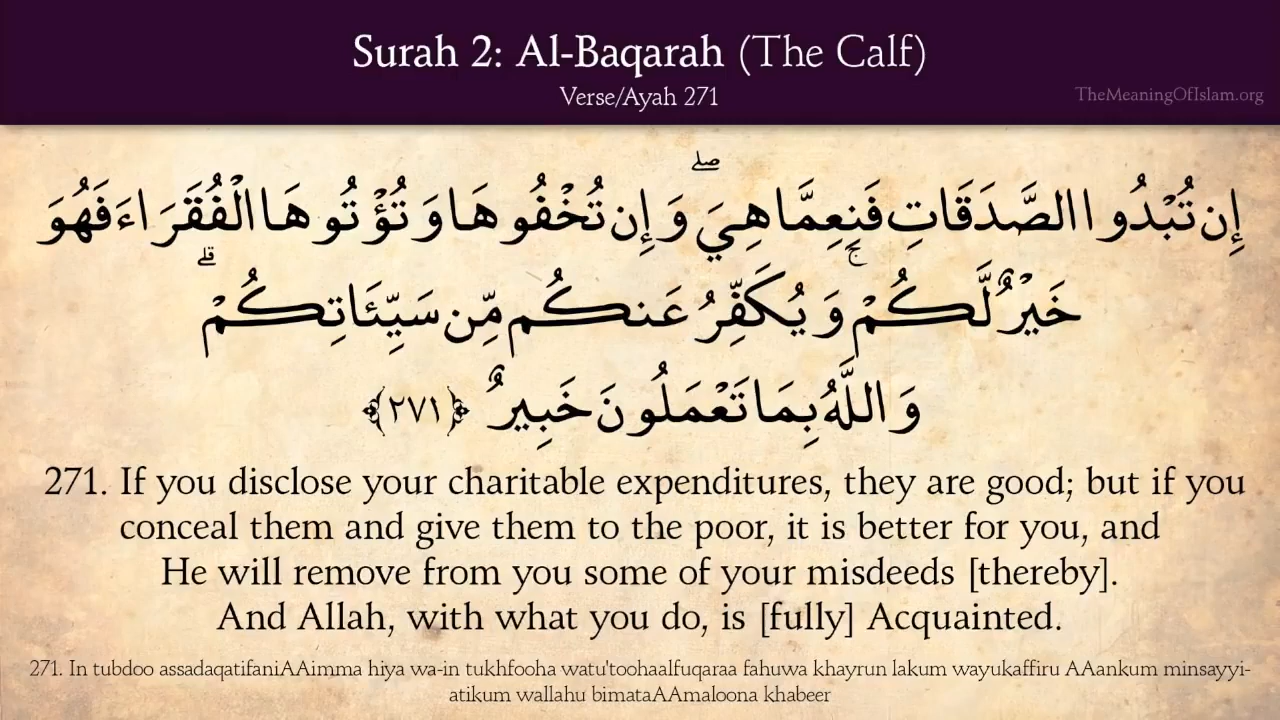 Surah 2: Al-Baqarah (The Calf)
Verse/Ayah 271
TheMeaningOfIslam.org
إِن تُبْدُوا الصَّدَقَاتِ فَنِعِمَّا هِيَ ۖ وَإِن تُخْفُوهَا وَتُؤْتُوهَا الْفُقَرَاءَ فَهُوَ
خَيْرٌ لَّكُمْ ۚ وَيُكَفِّرُ عَنكُم مِّن سَيِّئَاتِكُمْ ۗ
وَاللَّهُ بِمَا تَعْمَلُونَ خَبِيرٌ ﴿٢٧١﴾
271. If you disclose your charitable expenditures, they are good; but if you
conceal them and give them to the poor, it is better for you, and
He will remove from you some of your misdeeds [thereby].
And Allah, with what you do, is [fully] Acquainted.
271. In tubdoo assadaqatifaniAAimma hiya wa-in tukhfooha watu'toohaalfuqaraa fahuwa khayrun lakum wayukaffiru AAankum minsayyi-
atikum wallahu bimataAAmaloona khabeer